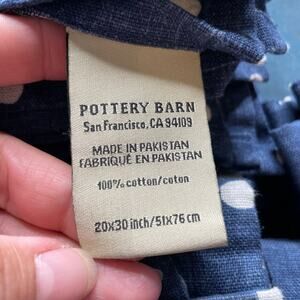 POTTERY BARN
San Francisco, CA 94109
MADE IN PAKISTAN
FABRIQUÉ EN PAKISTAN
100% cotton/coton
20x30 inch/51x76 cm